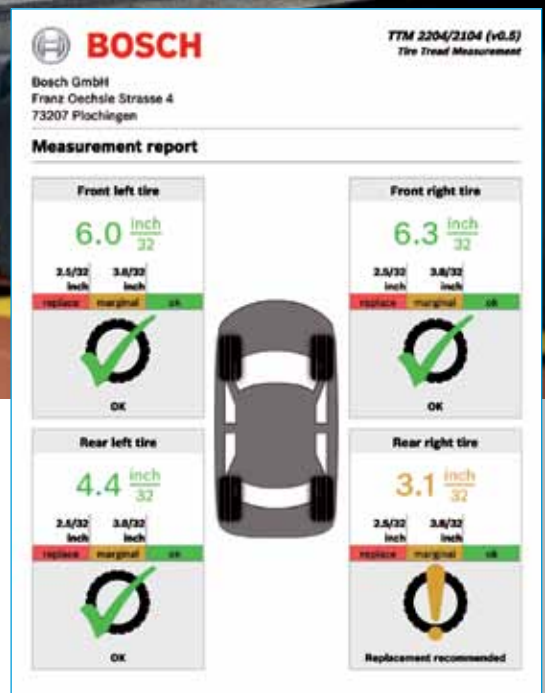 BOSCH
TTM 2204/2104 (v0.5)
Tire Tread Measurement
Bosch GmbH
Franz Oechsle Strasse 4
73207 Plochingen
Measurement report
Front left tire
6.0 inch/32
2.5/32 inch
3.8/32 inch
replace marginal ok
OK
Front right tire
6.3 inch/32
2.5/32 inch
3.8/32 inch
replace marginal ok
OK
Rear left tire
4.4 inch/32
2.5/32 inch
3.8/32 inch
replace marginal ok
OK
Rear right tire
3.1 inch/32
2.5/32 inch
3.8/32 inch
replace marginal ok
Replacement recommended